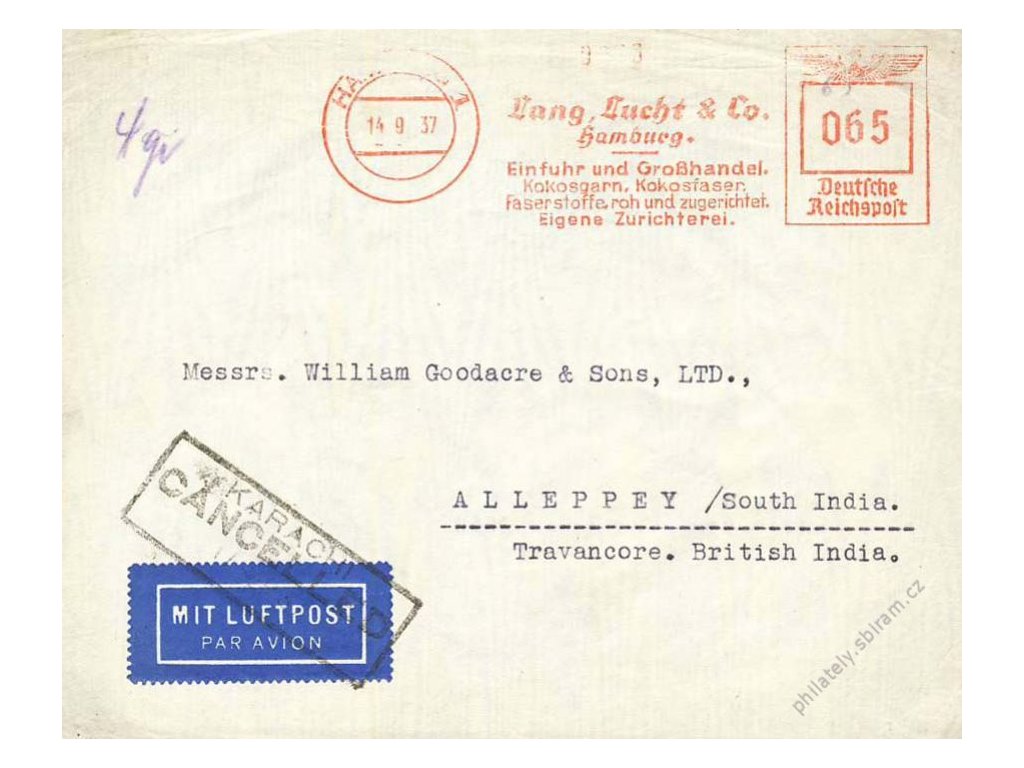 HAMBURG 1
14 9 37
Lang, Lucht & Co.
Hamburg.
Einfuhr und Großhandel.
Kokosgarn, Kokosfaser,
Faserstoffe, roh und zugerichtet.
Eigene Zurichterei.
065
Deutsche
Reichspost
Messrs. William Goodacre & Sons, LTD.,
ALLEPPEY /South India.
Travancore. British India.
KARACHI
CANCELLED
MIT LUFTPOST
PAR AVION
philately.sbiram.cz